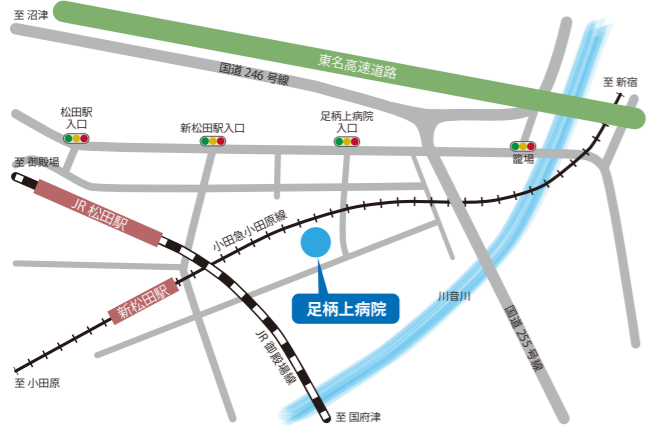 至 沼津
東名高速道路
国道 246 号線
至 新宿
松田駅
入口
新松田駅入口
足柄上病院
入口
籠場
至 御殿場
JR 松田駅
小田急小田原線
新松田駅
足柄上病院
川音川
国道 255 号線
JR 御殿場線
至 小田原
至 国府津